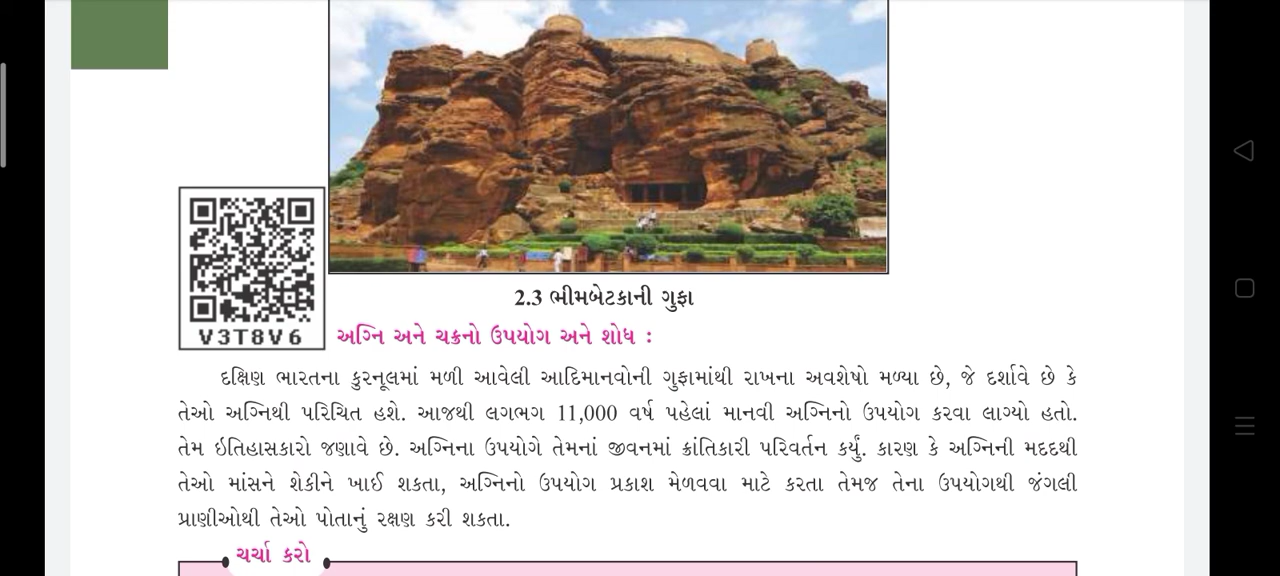 V3T8V6
2.3 ભીમબેટકાની ગુફા
અગ્નિ અને ચક્રનો ઉપયોગ અને શોધ :
દક્ષિણ ભારતના કુરનૂલમાં મળી આવેલી આદિમાનવોની ગુફામાંથી રાખના અવશેષો મળ્યા છે, જે દર્શાવે છે કે
તેઓ અગ્નિથી પરિચિત હશે. આજથી લગભગ 11,000 વર્ષ પહેલાં માનવી અગ્નિનો ઉપયોગ કરવા લાગ્યો હતો.
તેમ ઇતિહાસકારો જણાવે છે. અગ્નિના ઉપયોગે તેમનાં જીવનમાં ક્રાંતિકારી પરિવર્તન કર્યું. કારણ કે અગ્નિની મદદથી
તેઓ માંસને શેકીને ખાઈ શકતા, અગ્નિનો ઉપયોગ પ્રકાશ મેળવવા માટે કરતા તેમજ તેના ઉપયોગથી જંગલી
પ્રાણીઓથી તેઓ પોતાનું રક્ષણ કરી શકતા.
ચર્ચા કરો